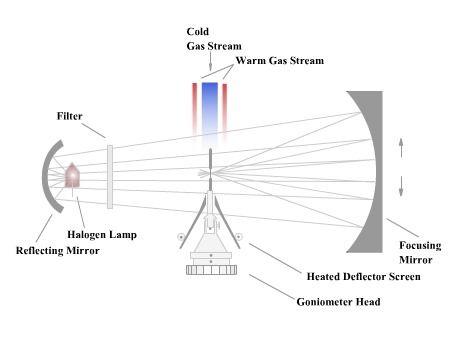 Cold
Gas Stream
Warm Gas Stream
Filter
Halogen Lamp
Reflecting Mirror
Focusing
Mirror
Heated Deflector Screen
Goniometer Head